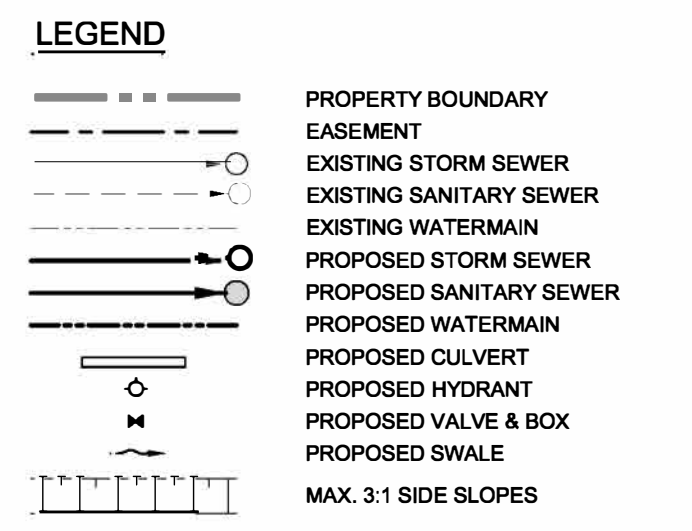 LEGEND
PROPERTY BOUNDARY
EASEMENT
EXISTING STORM SEWER
EXISTING SANITARY SEWER
EXISTING WATERMAIN
PROPOSED STORM SEWER
PROPOSED SANITARY SEWER
PROPOSED WATERMAIN
PROPOSED CULVERT
PROPOSED HYDRANT
PROPOSED VALVE & BOX
PROPOSED SWALE
MAX. 3:1 SIDE SLOPES